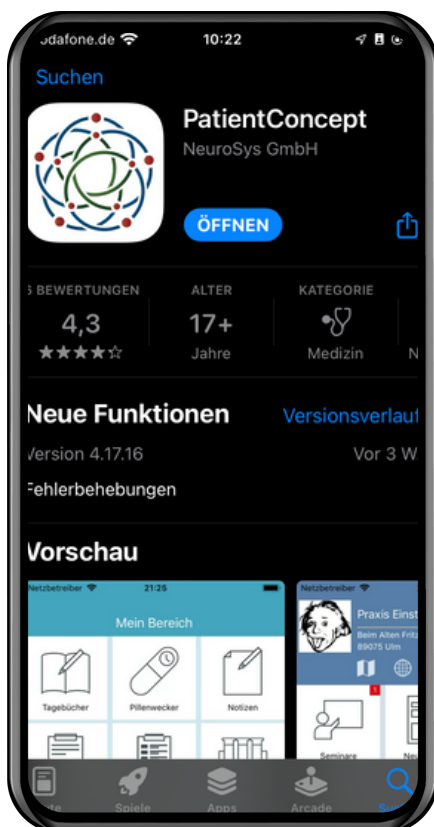 odafone.de 10:22
Suchen
PatientConcept
NeuroSys GmbH
ÖFFNEN
BEWERTUNGEN ALTER KATEGORIE
4,3 17+
★★★★☆ Jahre Medizin N
Neue Funktionen Versionsverlauf
Version 4.17.16 Vor 3 W
Fehlerbehebungen
Vorschau
Netzbetreiber 21:25 Netzbetreiber
Mein Bereich Praxis Einst
Beim Alten Fritz
89075 Ulm
1
Tagebücher Pillenwecker Notizen
Seminare Neu
Spiele Apps Arcade